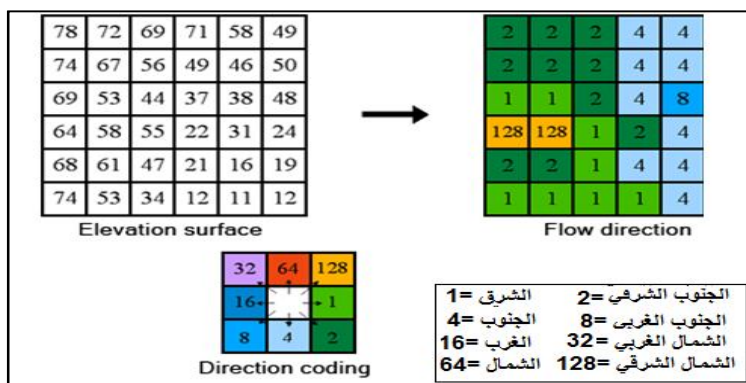 78 72 69 71 58 49
74 67 56 49 46 50
69 53 44 37 38 48
64 58 55 22 31 24
68 61 47 21 16 19
74 53 34 12 11 12
Elevation surface
2 2 2 4 4
2 2 2 4 4
1 1 2 4 8
128 128 1 2 4
2 2 1 4 4
1 1 1 1 4
Flow direction
32 64 128
16 1
8 4 2
Direction coding
الجنوب الشرقي =2
الشرق =1
الجنوب الغربي =8
الجنوب =4
الشمال الغربي =32
الغرب =16
الشمال الشرقي =128
الشمال =64